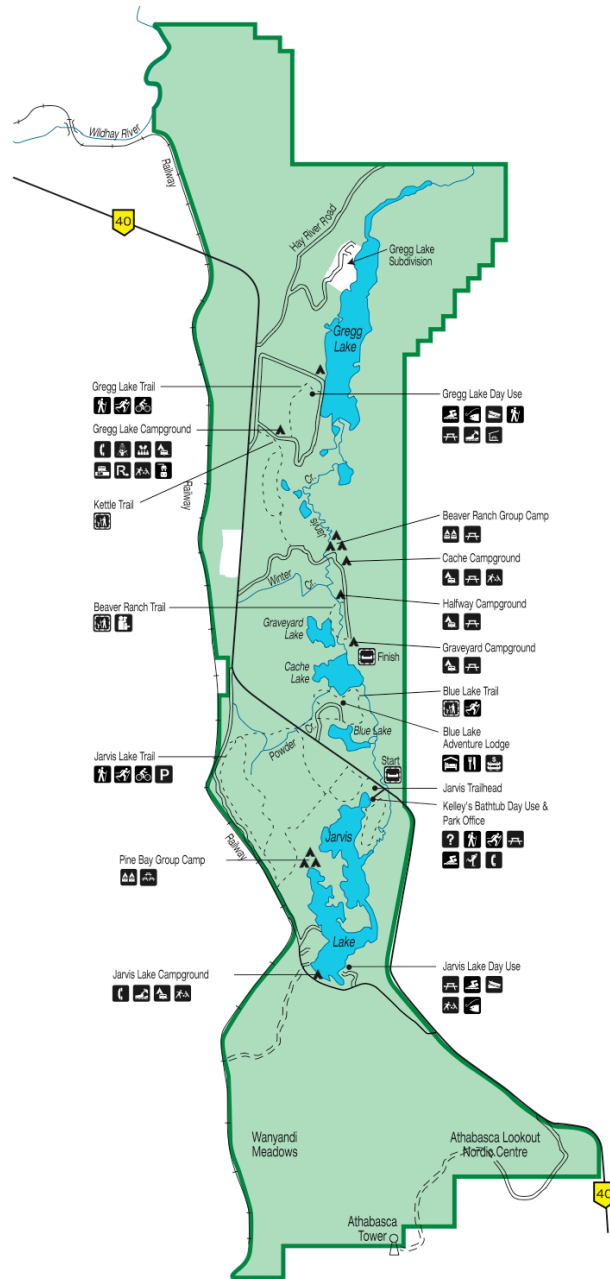 Wildhay River
Railway
40
Hay River Road
Gregg Lake
Subdivision
Gregg
Lake
Gregg Lake Trail
Gregg Lake Day Use
Gregg Lake Campground
R
Kettle Trail
Railway
Cr.
Jarvis
Beaver Ranch Group Camp
Cache Campground
Winter
Cr.
Halfway Campground
Beaver Ranch Trail
Graveyard
Lake
Graveyard Campground
Finish
Cache
Lake
Blue Lake Trail
Blue Lake
Adventure Lodge
Blue Lake
Cr.
Powder
Start
Jarvis Lake Trail
P
Jarvis Trailhead
Kelley's Bathtub Day Use &
Park Office
?
Jarvis
Railway
Pine Bay Group Camp
Lake
Jarvis Lake Day Use
Jarvis Lake Campground
Wanyandi
Meadows
Athabasca Lookout
Nordic Centre
40
Athabasca
Tower